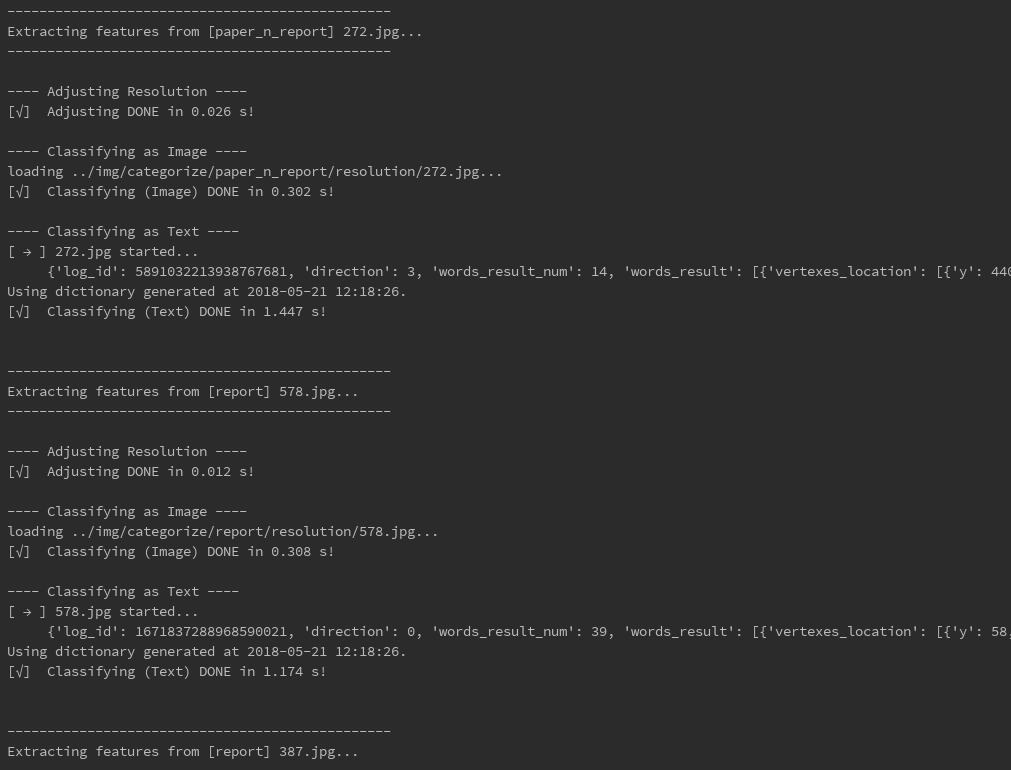 ------------------------------------------------
Extracting features from [paper_n_report] 272.jpg...
------------------------------------------------
---- Adjusting Resolution ----
[√]  Adjusting DONE in 0.026 s!
---- Classifying as Image ----
loading ../img/categorize/paper_n_report/resolution/272.jpg...
[√]  Classifying (Image) DONE in 0.302 s!
---- Classifying as Text ----
[ → ] 272.jpg started...
     {'log_id': 5891032213938767681, 'direction': 3, 'words_result_num': 14, 'words_result': [{'vertexes_location': [{'y': 440
Using dictionary generated at 2018-05-21 12:18:26.
[√]  Classifying (Text) DONE in 1.447 s!
------------------------------------------------
Extracting features from [report] 578.jpg...
------------------------------------------------
---- Adjusting Resolution ----
[√]  Adjusting DONE in 0.012 s!
---- Classifying as Image ----
loading ../img/categorize/report/resolution/578.jpg...
[√]  Classifying (Image) DONE in 0.308 s!
---- Classifying as Text ----
[ → ] 578.jpg started...
     {'log_id': 1671837288968590021, 'direction': 0, 'words_result_num': 39, 'words_result': [{'vertexes_location': [{'y': 58,
Using dictionary generated at 2018-05-21 12:18:26.
[√]  Classifying (Text) DONE in 1.174 s!
------------------------------------------------
Extracting features from [report] 387.jpg...